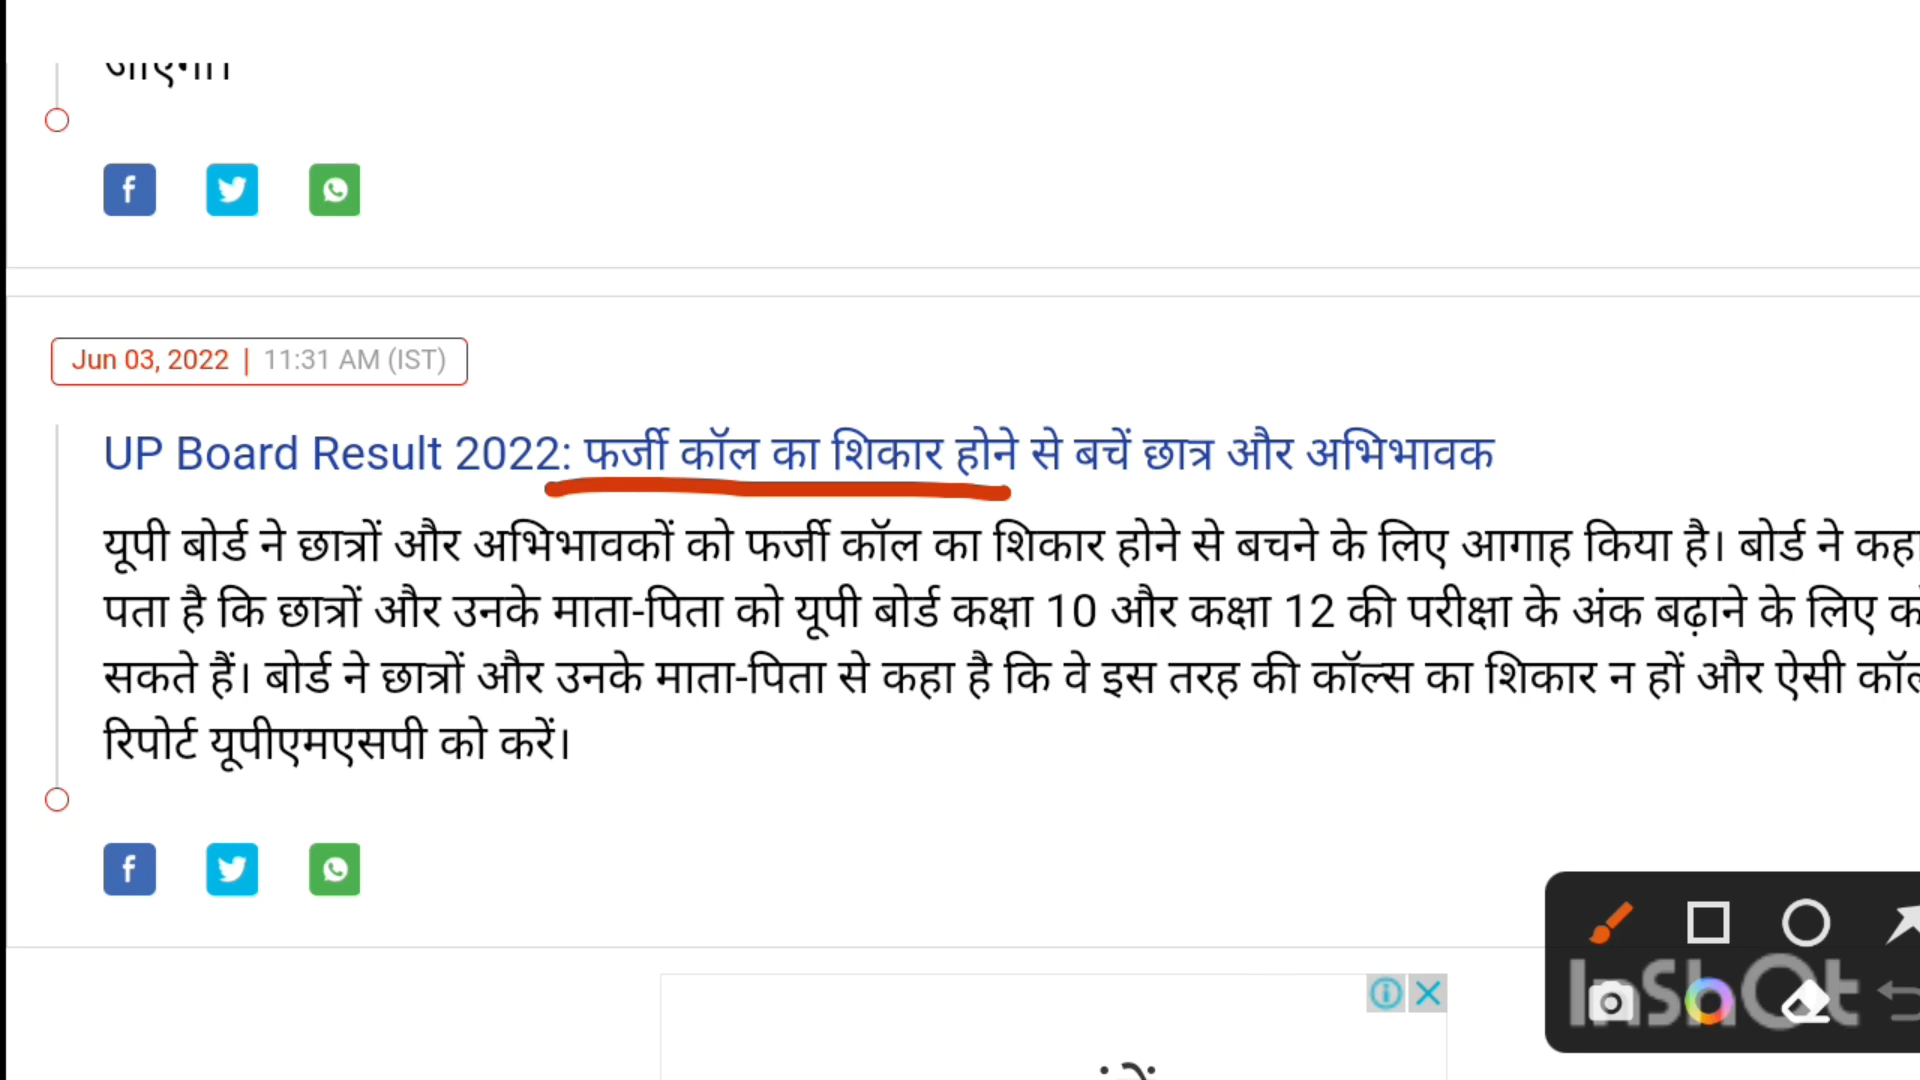 Jun 03, 2022 | 11:31 AM (IST)
UP Board Result 2022: फर्जी कॉल का शिकार होने से बचें छात्र और अभिभावक
यूपी बोर्ड ने छात्रों और अभिभावकों को फर्जी कॉल का शिकार होने से बचने के लिए आगाह किया है। बोर्ड ने
पता है कि छात्रों और उनके माता-पिता को यूपी बोर्ड कक्षा 10 और कक्षा 12 की परीक्षा के अंक बढ़ाने के लिए
सकते हैं। बोर्ड ने छात्रों और उनके माता-पिता से कहा है कि वे इस तरह की कॉल्स का शिकार न हों और ऐसी
रिपोर्ट यूपीएमएसपी को करें।
InShOt